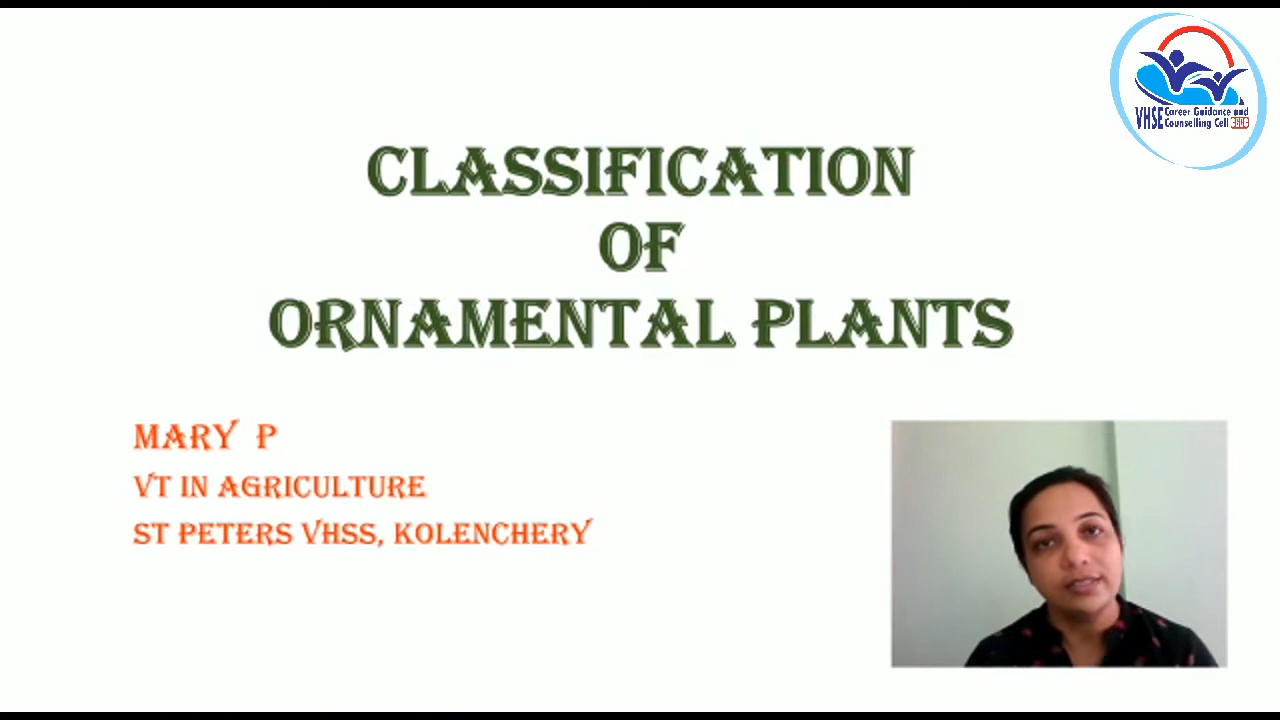 VHSE Career Guidance and
Counselling Cell
CLASSIFICATION
OF
ORNAMENTAL PLANTS
MARY P
VT IN AGRICULTURE
ST PETERS VHSS, KOLENCHERY